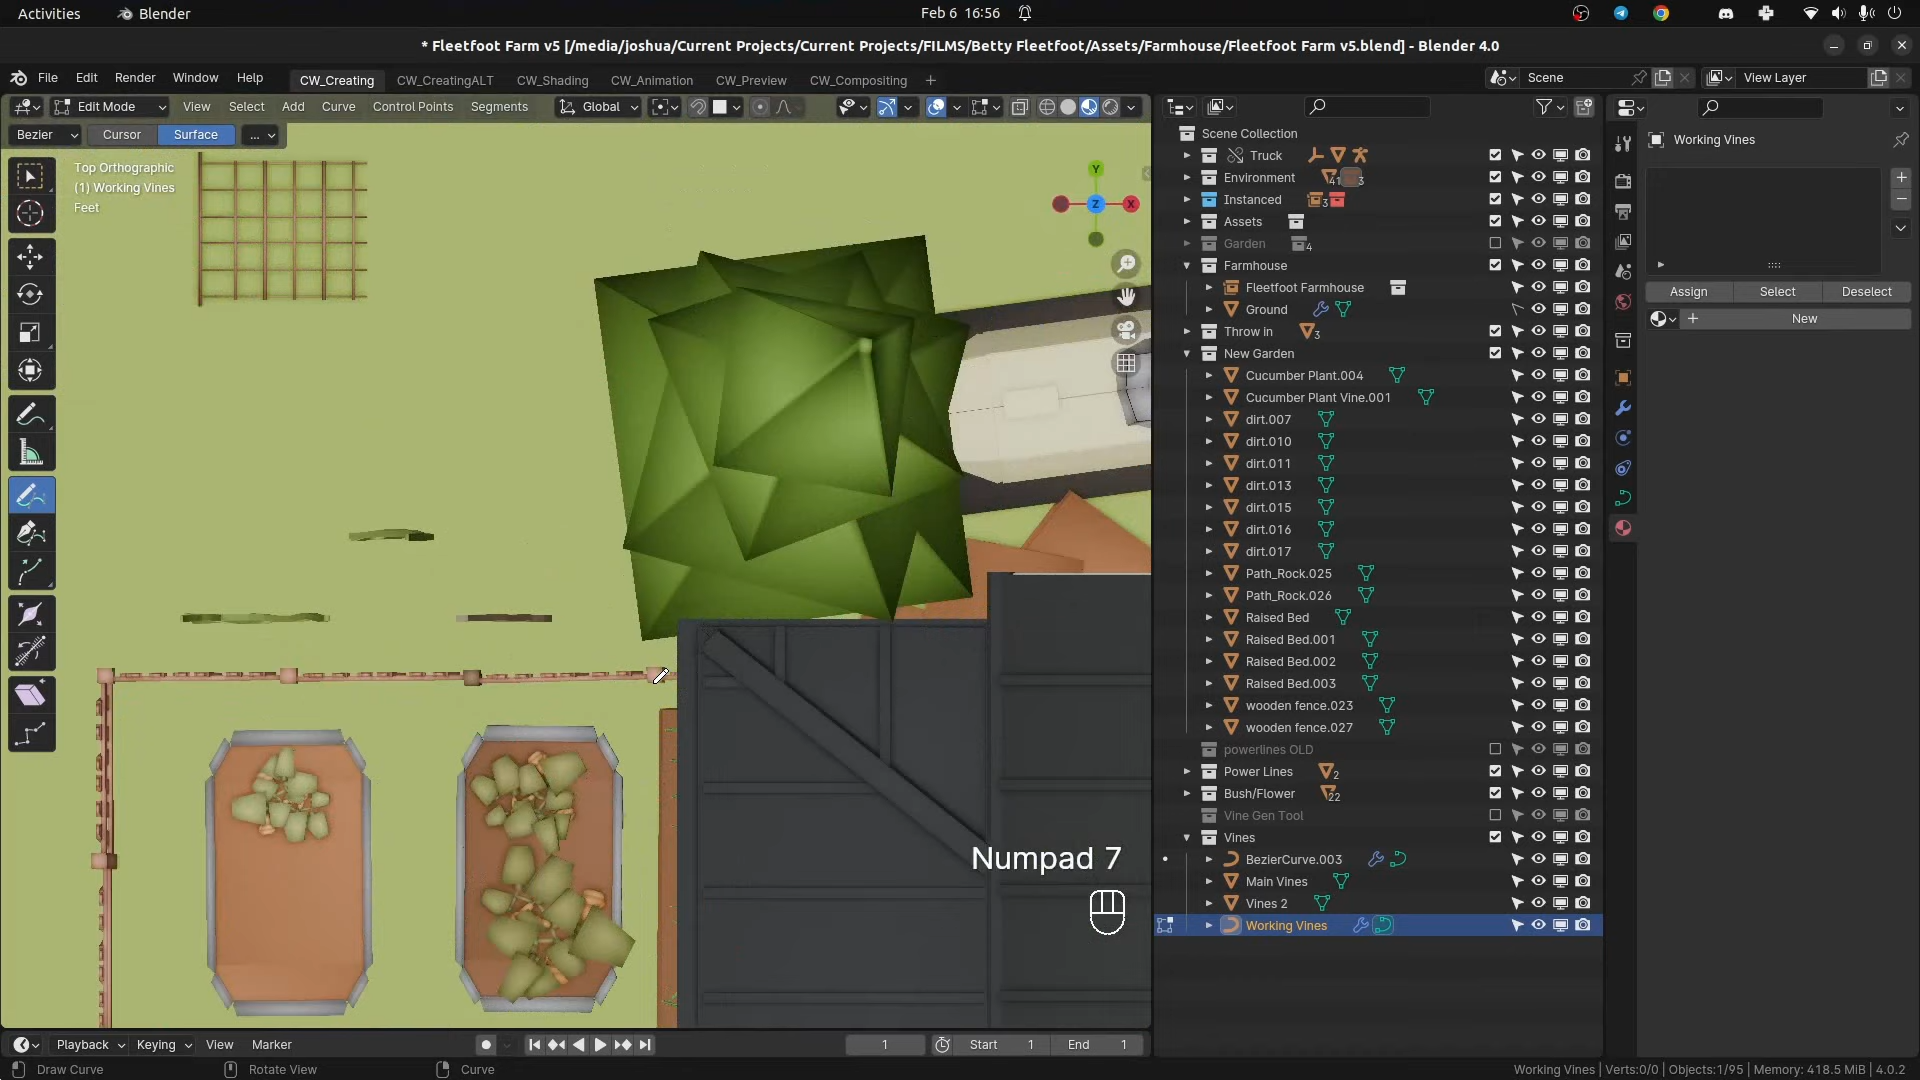 Activities Blender Feb 6 16:56
* Fleetfoot Farm v5 [/media/joshua/Current Projects/Current Projects/FILMS/Betty Fleetfoot/Assets/Farmhouse/Fleetfoot Farm v5.blend] - Blender 4.0
File Edit Render Window Help CW_Creating CW_CreatingALT CW_Shading CW_Animation CW_Preview CW_Compositing Scene View Layer
Edit Mode View Select Add Curve Control Points Segments Global
Bezier Cursor Surface ...
Top Orthographic
(1) Working Vines
Feet
Y
Z
X
Numpad 7
Scene Collection
Truck
Environment 41 3
Instanced 3
Assets
Garden 4
Farmhouse
Fleetfoot Farmhouse
Ground
Throw in 3
New Garden
Cucumber Plant.004
Cucumber Plant Vine.001
dirt.007
dirt.010
dirt.011
dirt.013
dirt.015
dirt.016
dirt.017
Path_Rock.025
Path_Rock.026
Raised Bed
Raised Bed.001
Raised Bed.002
Raised Bed.003
wooden fence.023
wooden fence.027
powerlines OLD
Power Lines 2
Bush/Flower 22
Vine Gen Tool
Vines
BezierCurve.003
Main Vines
Vines 2
Working Vines
Working Vines
Assign Select Deselect
New
Playback Keying View Marker 1 Start 1 End 1
Draw Curve Rotate View Curve Working Vines | Verts:0/0 | Objects:1/95 | Memory: 418.5 MiB | 4.0.2